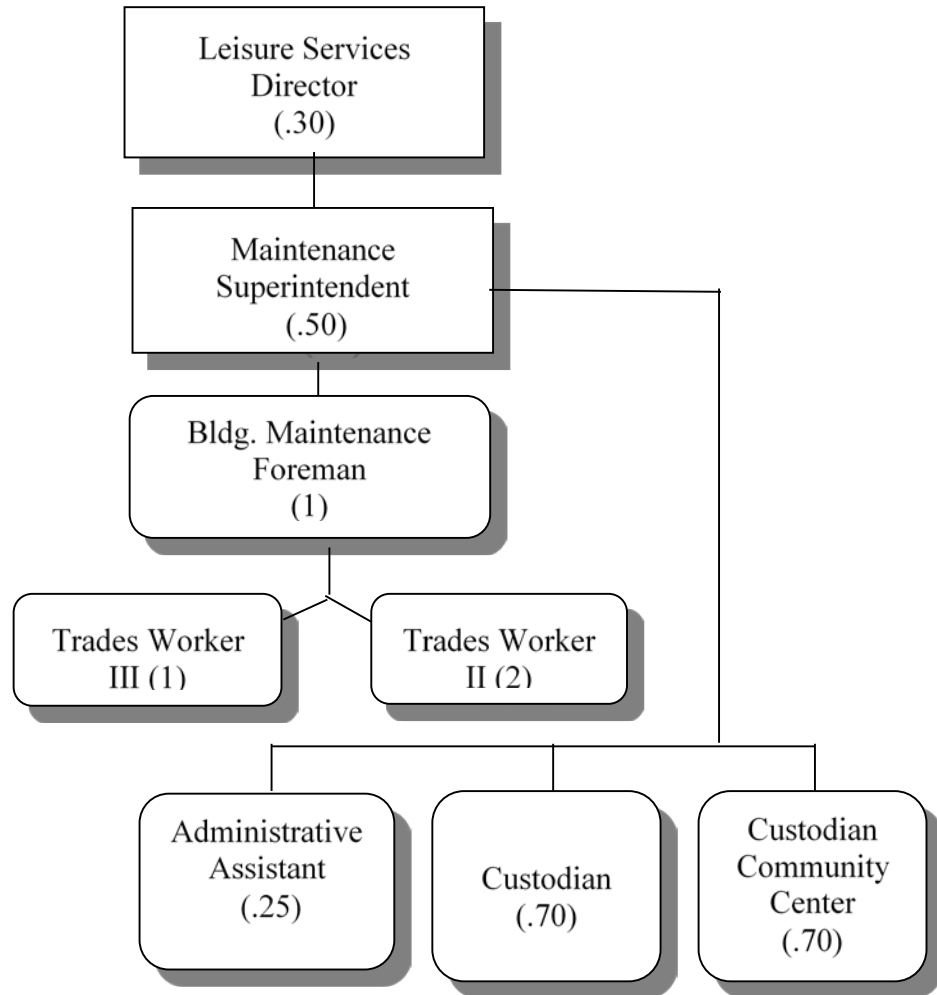 Leisure Services
Director
(.30)
Maintenance
Superintendent
(.50)
Bldg. Maintenance
Foreman
(1)
Trades Worker
III (1)
Trades Worker
II (2)
Administrative
Assistant
(.25)
Custodian
(.70)
Custodian
Community
Center
(.70)